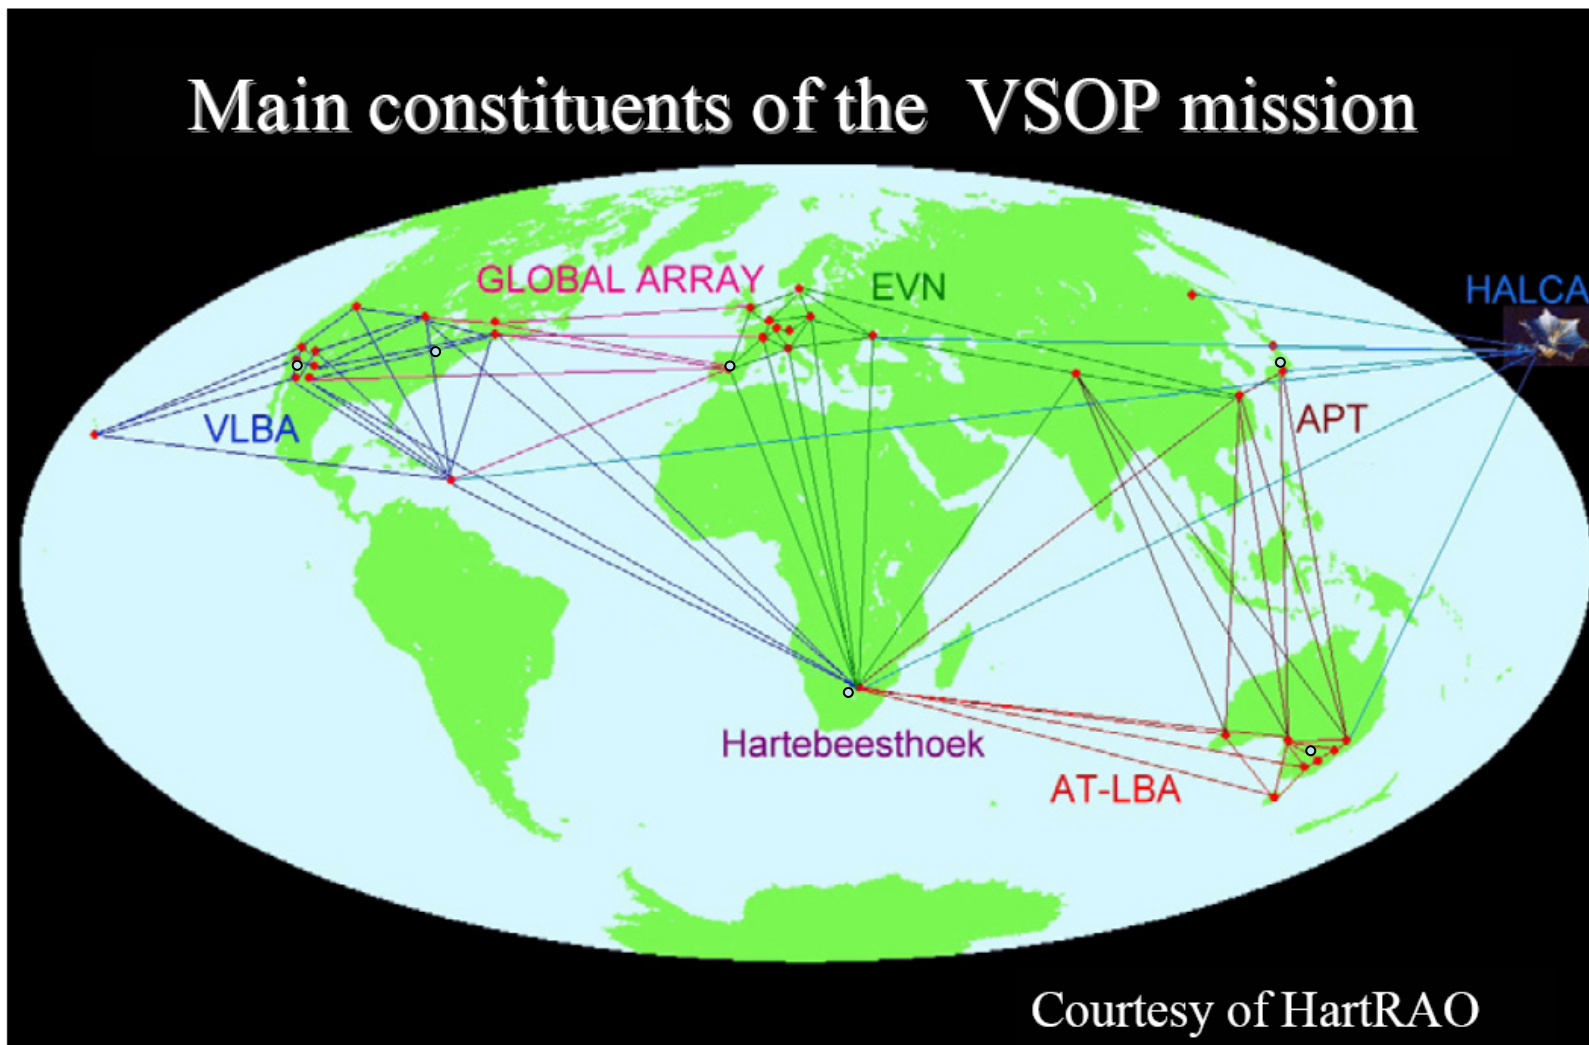 Main constituents of the VSOP mission
GLOBAL ARRAY
EVN
HALCA
VLBA
APT
Hartebeesthoek
AT-LBA
Courtesy of HartRAO